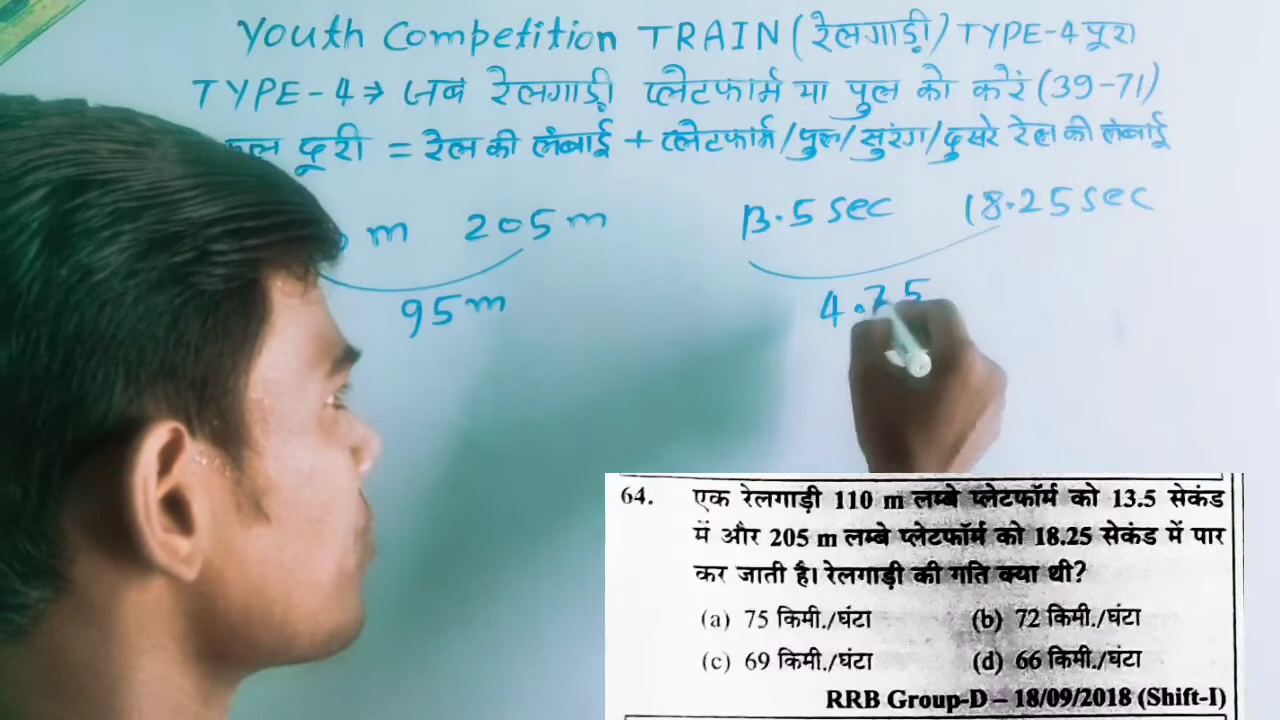 Youth Competition TRAIN (रेलगाड़ी) TYPE-4 पूरा
TYPE-4 → जब रेलगाड़ी प्लेटफार्म या पुल को करें (39-71)
दूरी = रेल की लंबाई + प्लेटफार्म/पुल/सुरंग/दुसरे रेल की लंबाई
m 205 m 13.5 sec 18.25 sec
95 m 4.75
64. एक रेलगाड़ी 110 m लम्बे प्लेटफॉर्म को 13.5 सेकंड
में और 205 m लम्बे प्लेटफॉर्म को 18.25 सेकंड में पार
कर जाती है। रेलगाड़ी की गति क्या थी?
(a) 75 किमी./घंटा (b) 72 किमी./घंटा
(c) 69 किमी./घंटा (d) 66 किमी./घंटा
RRB Group-D – 18/09/2018 (Shift-I)